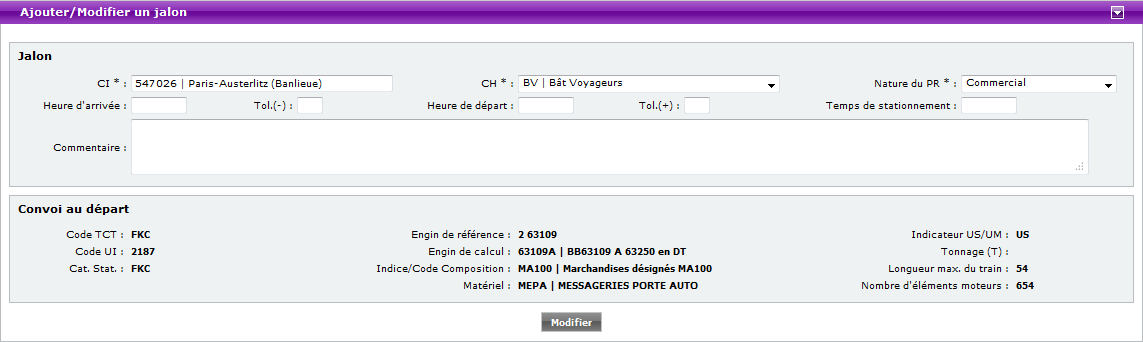 Ajouter/Modifier un jalon
Jalon
CI * : 547026 | Paris-Austerlitz (Banlieue) CH * : BV | Bât Voyageurs Nature du PR * : Commercial
Heure d'arrivée : Tol.(-) : Heure de départ : Tol.(+) : Temps de stationnement :
Commentaire :
Convoi au départ
Code TCT : FKC Engin de référence : 2 63109 Indicateur US/UM : US
Code UI : 2187 Engin de calcul : 63109A | BB63109 A 63250 en DT Tonnage (T) :
Cat. Stat. : FKC Indice/Code Composition : MA100 | Marchandises désignés MA100 Longueur max. du train : 54
Matériel : MEPA | MESSAGERIES PORTE AUTO Nombre d'éléments moteurs : 654
Modifier